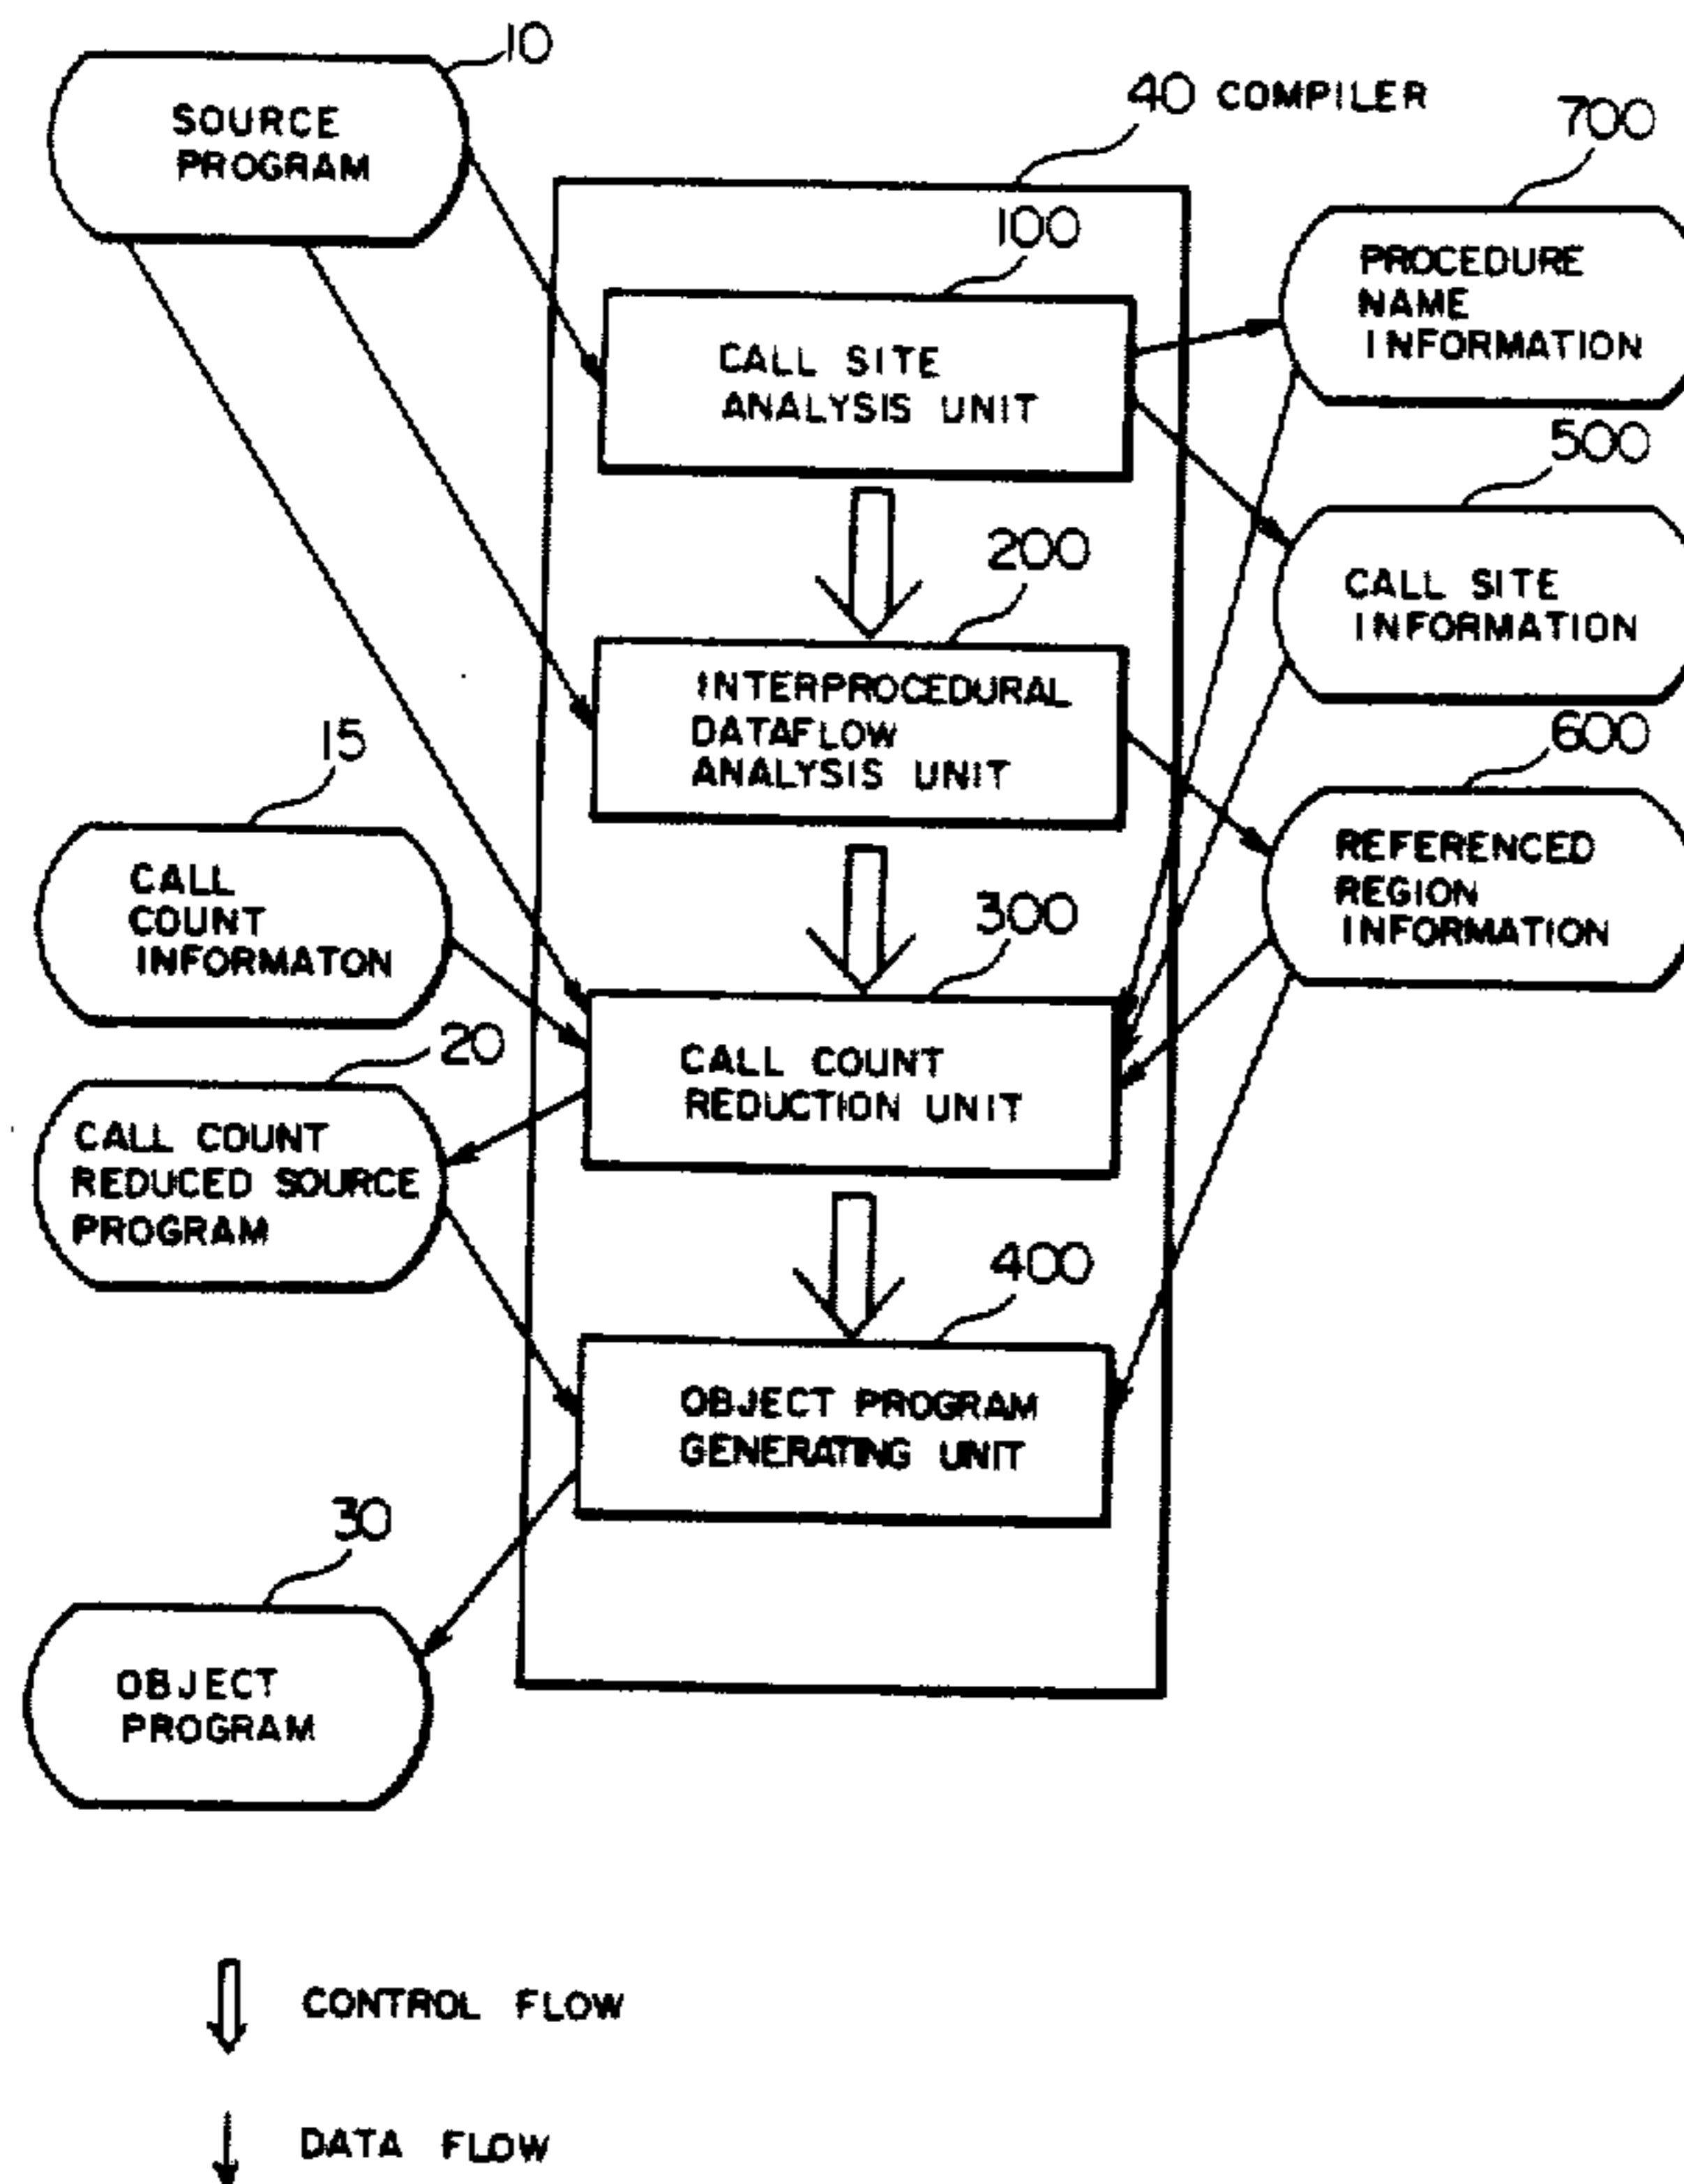 10
SOURCE
PROGRAM
40 COMPILER
700
100
PROCEDURE
NAME
INFORMATION
CALL SITE
ANALYSIS UNIT
500
200
CALL SITE
INFORMATION
INTERPROCEDURAL
DATAFLOW
ANALYSIS UNIT
15
600
CALL
COUNT
INFORMATON
REFERENCED
REGION
INFORMATION
300
20
CALL COUNT
REDUCTION UNIT
CALL COUNT
REDUCED SOURCE
PROGRAM
400
OBJECT PROGRAM
GENERATING UNIT
30
OBJECT
PROGRAM
CONTROL FLOW
DATA FLOW